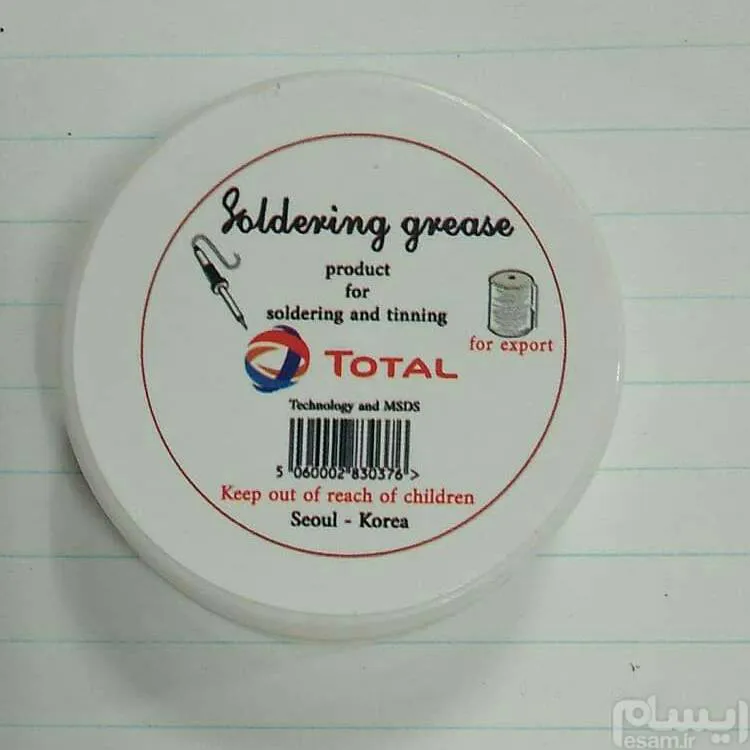 Soldering grease
product
for
soldering and tinning
for export
TOTAL
Technology and MSDS
5 060002 830376 >
Keep out of reach of children
Seoul - Korea
ایسام
esam.ir